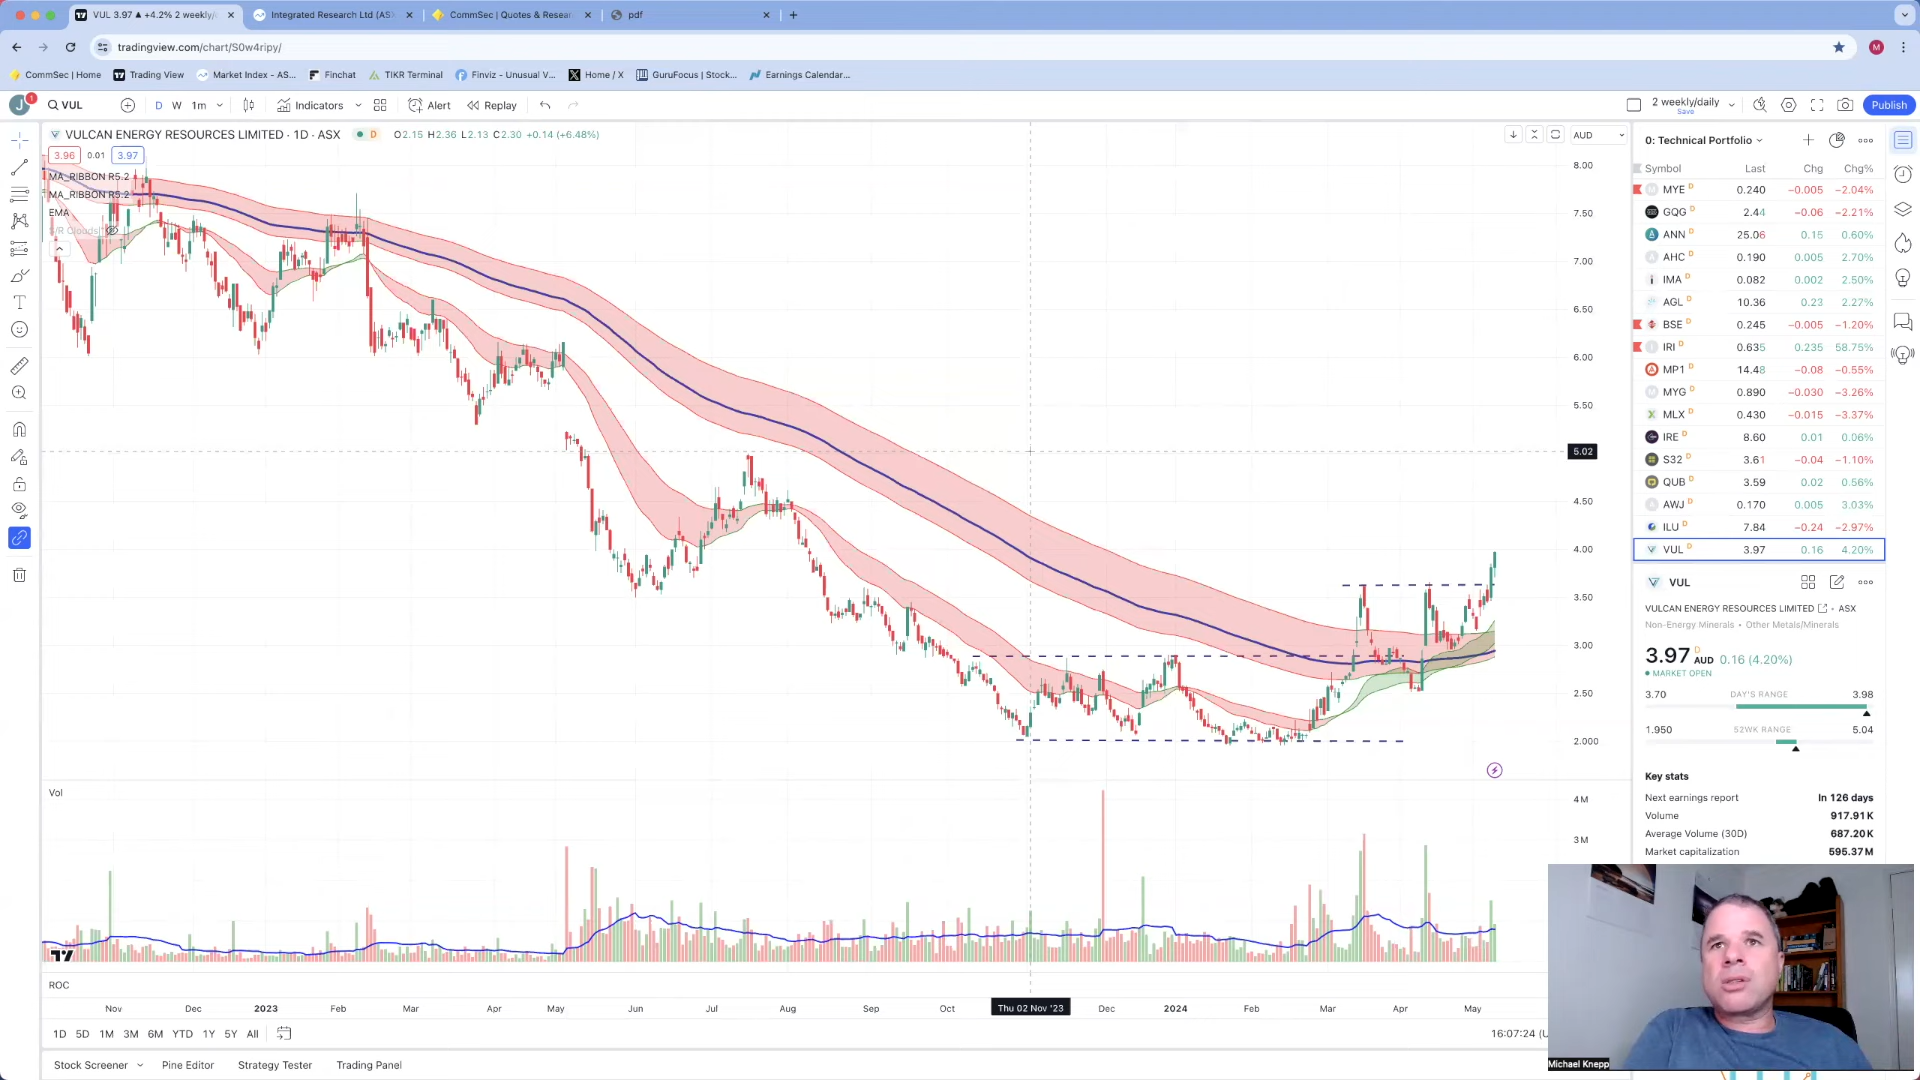 VUL 3.97 ▲ +4.2% 2 weekly/
Integrated Research Ltd (AS
CommSec | Quotes & Resear
pdf
tradingview.com/chart/S0w4ripy/
M
CommSec | Home
Trading View
Market Index - AS...
Finchat
TIKR Terminal
Finviz - Unusual V...
Home / X
GuruFocus | Stock...
Earnings Calendar...
J 1
VUL
D W 1m
Indicators
Alert
Replay
2 weekly/daily
Save
Publish
VULCAN ENERGY RESOURCES LIMITED · 1D · ASX
D
O2.15 H2.36 L2.13 C2.30 +0.14 (+6.48%)
AUD
3.96 0.01 3.97
MA_RIBBON R5.2
MA_RIBBON R5.2
EMA
S/R Clouds
8.00
7.50
7.00
6.50
6.00
5.50
5.02
4.50
4.00
3.50
3.00
2.50
2.000
Vol
4M
3M
ROC
Nov Dec 2023 Feb Mar Apr May Jun Jul Aug Sep Oct Thu 02 Nov '23 Dec 2024 Feb Mar Apr May
1D 5D 1M 3M 6M YTD 1Y 5Y All
16:07:24 (U
Stock Screener
Pine Editor
Strategy Tester
Trading Panel
0: Technical Portfolio
Symbol Last Chg Chg%
MYE D 0.240 −0.005 −2.04%
GQG D 2.44 −0.06 −2.21%
ANN D 25.06 0.15 0.60%
AHC D 0.190 0.005 2.70%
IMA D 0.082 0.002 2.50%
AGL D 10.36 0.23 2.27%
BSE D 0.245 −0.005 −1.20%
IRI D 0.635 0.235 58.75%
MP1 D 14.48 −0.08 −0.55%
MYG D 0.890 −0.030 −3.26%
MLX D 0.430 −0.015 −3.37%
IRE D 8.60 0.01 0.06%
S32 D 3.61 −0.04 −1.10%
QUB D 3.59 0.02 0.56%
AWJ D 0.170 0.005 3.03%
ILU D 7.84 −0.24 −2.97%
VUL D 3.97 0.16 4.20%
VUL
VULCAN ENERGY RESOURCES LIMITED • ASX
Non-Energy Minerals • Other Metals/Minerals
3.97 D AUD 0.16 (4.20%)
MARKET OPEN
3.70 DAY'S RANGE 3.98
1.950 52WK RANGE 5.04
Key stats
Next earnings report In 126 days
Volume 917.91K
Average Volume (30D) 687.20K
Market capitalization 595.37M
Michael Knepp